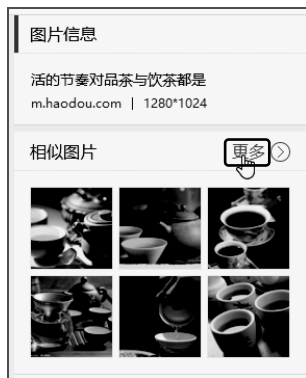 图片信息
活的节奏对品茶与饮茶都是
m.haodou.com | 1280*1024
相似图片
更多